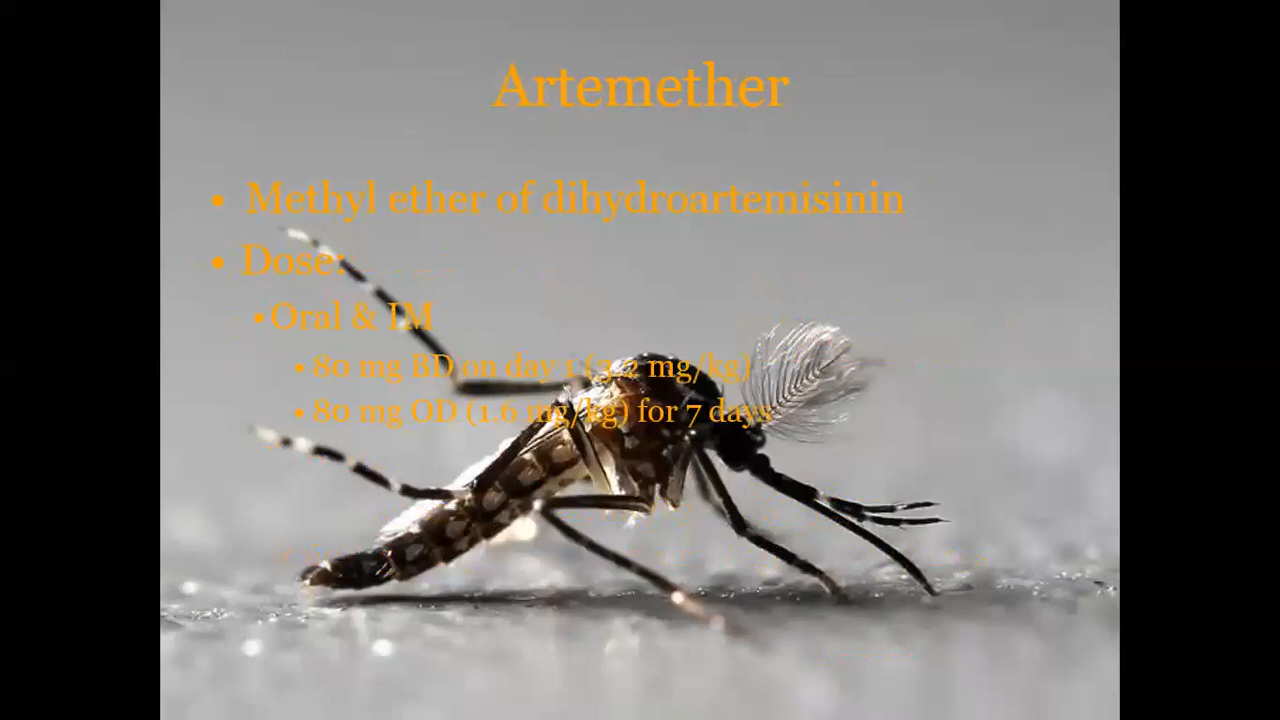 Artemether
• Methyl ether of dihydroartemisinin
• Dose:
• Oral & IM
• 80 mg BD on day 1 (3.2 mg/kg)
• 80 mg OD (1.6 mg/kg) for 7 days